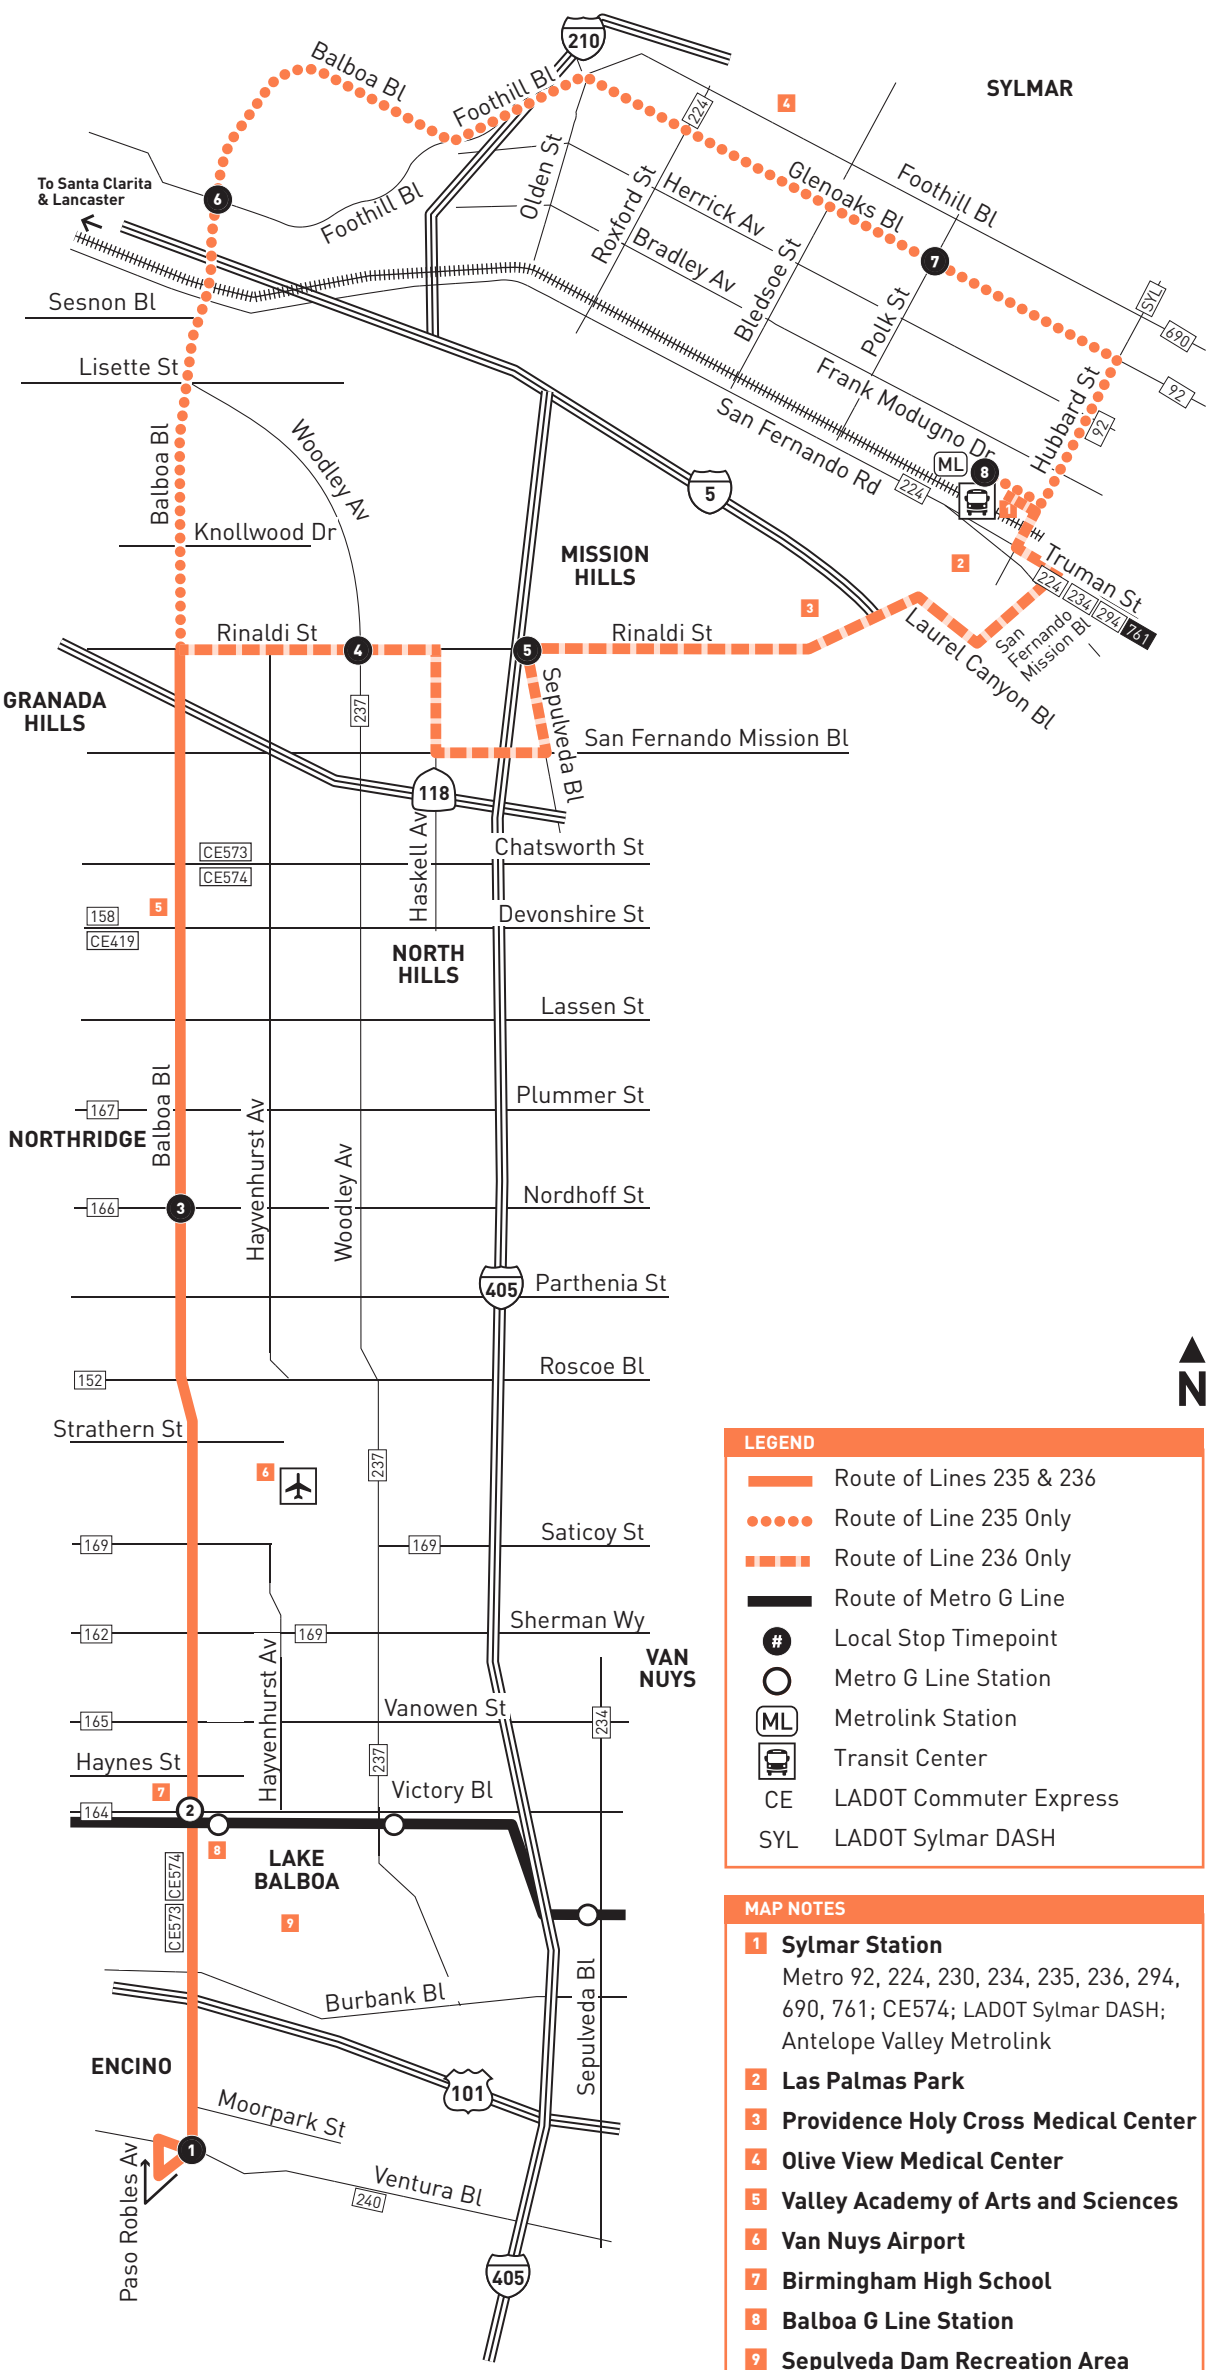 210
SYLMAR
Balboa Bl
Foothill Bl
4
224
To Santa Clarita
& Lancaster
6
Foothill Bl
Olden St
Roxford St
Herrick Av
Bradley Av
Glenoaks Bl
Foothill Bl
Bledsoe St
7
Polk St
SYL
690
92
Sesnon Bl
Lisette St
Balboa Bl
Woodley Av
Knollwood Dr
Frank Modugno Dr
San Fernando Rd
224
Hubbard St
92
ML
8
1
5
MISSION
HILLS
2
3
Truman St
224
234
294
761
Rinaldi St
4
5
Rinaldi St
Laurel Canyon Bl
San
Fernando
Mission Bl
GRANADA
HILLS
237
Sepulveda Bl
San Fernando Mission Bl
118
Haskell Av
CE573
CE574
Chatsworth St
5
158
CE419
Devonshire St
NORTH
HILLS
Lassen St
Balboa Bl
167
Plummer St
NORTHRIDGE
Hayvenhurst Av
Woodley Av
166
3
Nordhoff St
405
Parthenia St
152
Roscoe Bl
N
Strathern St
6
237
169
169
Saticoy St
162
169
Sherman Wy
VAN
NUYS
Hayvenhurst Av
165
Vanowen St
234
Haynes St
237
7
164
2
Victory Bl
8
LAKE
BALBOA
CE574
CE573
9
Burbank Bl
Sepulveda Bl
ENCINO
101
Moorpark St
1
Paso Robles Av
Ventura Bl
240
405
LEGEND
Route of Lines 235 & 236
Route of Line 235 Only
Route of Line 236 Only
Route of Metro G Line
# Local Stop Timepoint
Metro G Line Station
ML Metrolink Station
Transit Center
CE LADOT Commuter Express
SYL LADOT Sylmar DASH
MAP NOTES
1 Sylmar Station
Metro 92, 224, 230, 234, 235, 236, 294,
690, 761; CE574; LADOT Sylmar DASH;
Antelope Valley Metrolink
2 Las Palmas Park
3 Providence Holy Cross Medical Center
4 Olive View Medical Center
5 Valley Academy of Arts and Sciences
6 Van Nuys Airport
7 Birmingham High School
8 Balboa G Line Station
9 Sepulveda Dam Recreation Area